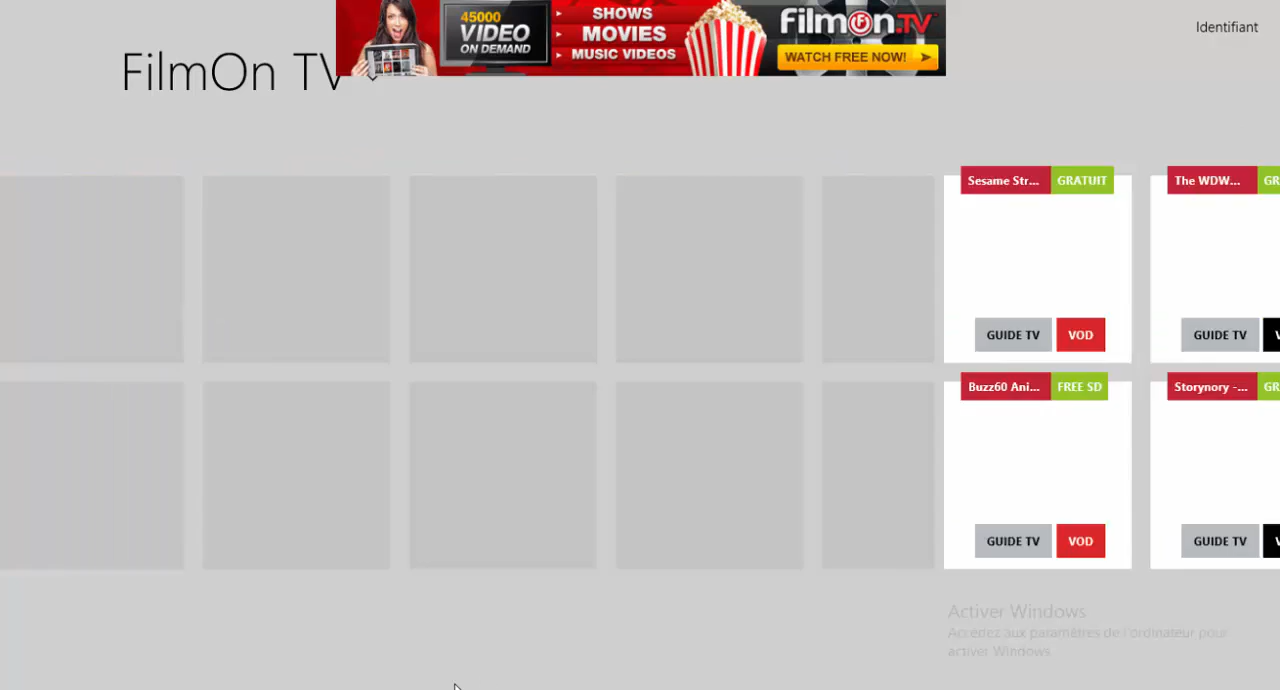 45000
VIDEO
ON DEMAND
SHOWS
MOVIES
MUSIC VIDEOS
FilmOn.TV
WATCH FREE NOW!
Identifiant
FilmOn TV
Sesame Str... GRATUIT
The WDW... GR
GUIDE TV VOD
GUIDE TV V
Buzz60 Ani... FREE SD
Storynory -... GR
GUIDE TV VOD
GUIDE TV V
Activer Windows
Accédez aux paramètres de l'ordinateur pour
activer Windows.